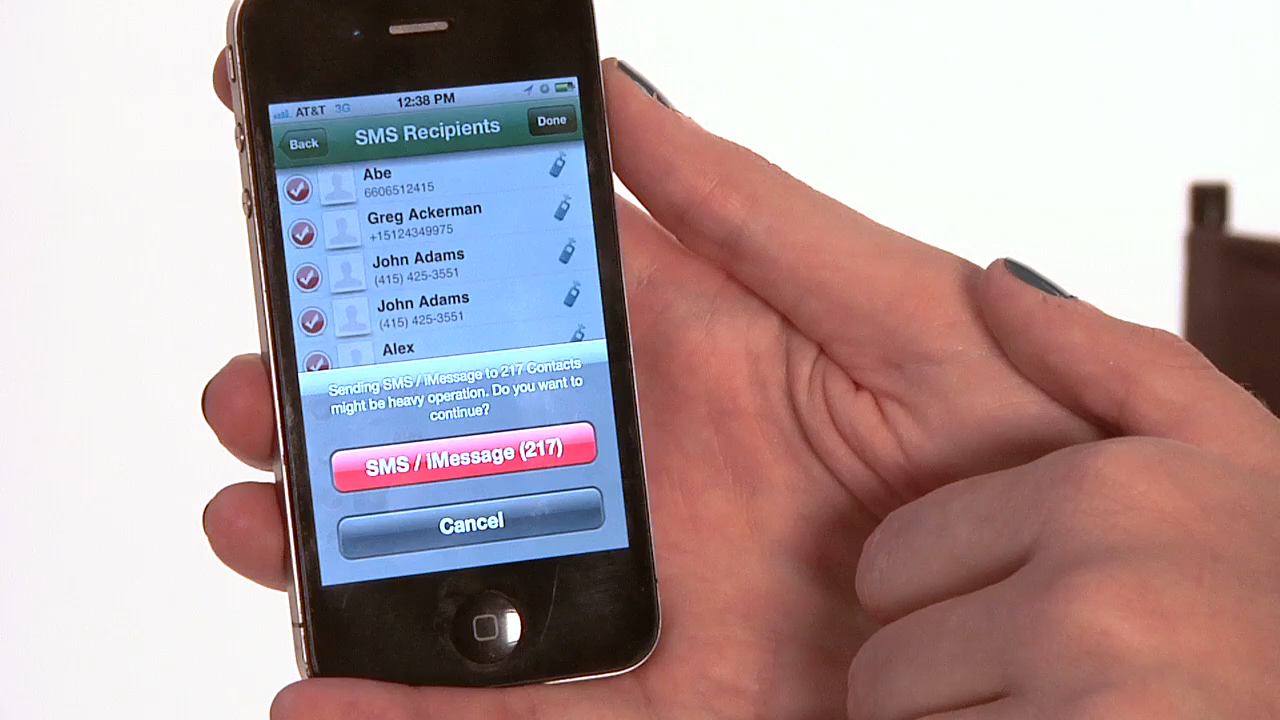 AT&T 3G 12:38 PM
Back SMS Recipients Done
Abe
6606512415
Greg Ackerman
+15124349975
John Adams
(415) 425-3551
John Adams
(415) 425-3551
Alex
Sending SMS / iMessage to 217 Contacts
might be heavy operation. Do you want to
continue?
SMS / iMessage (217)
Cancel